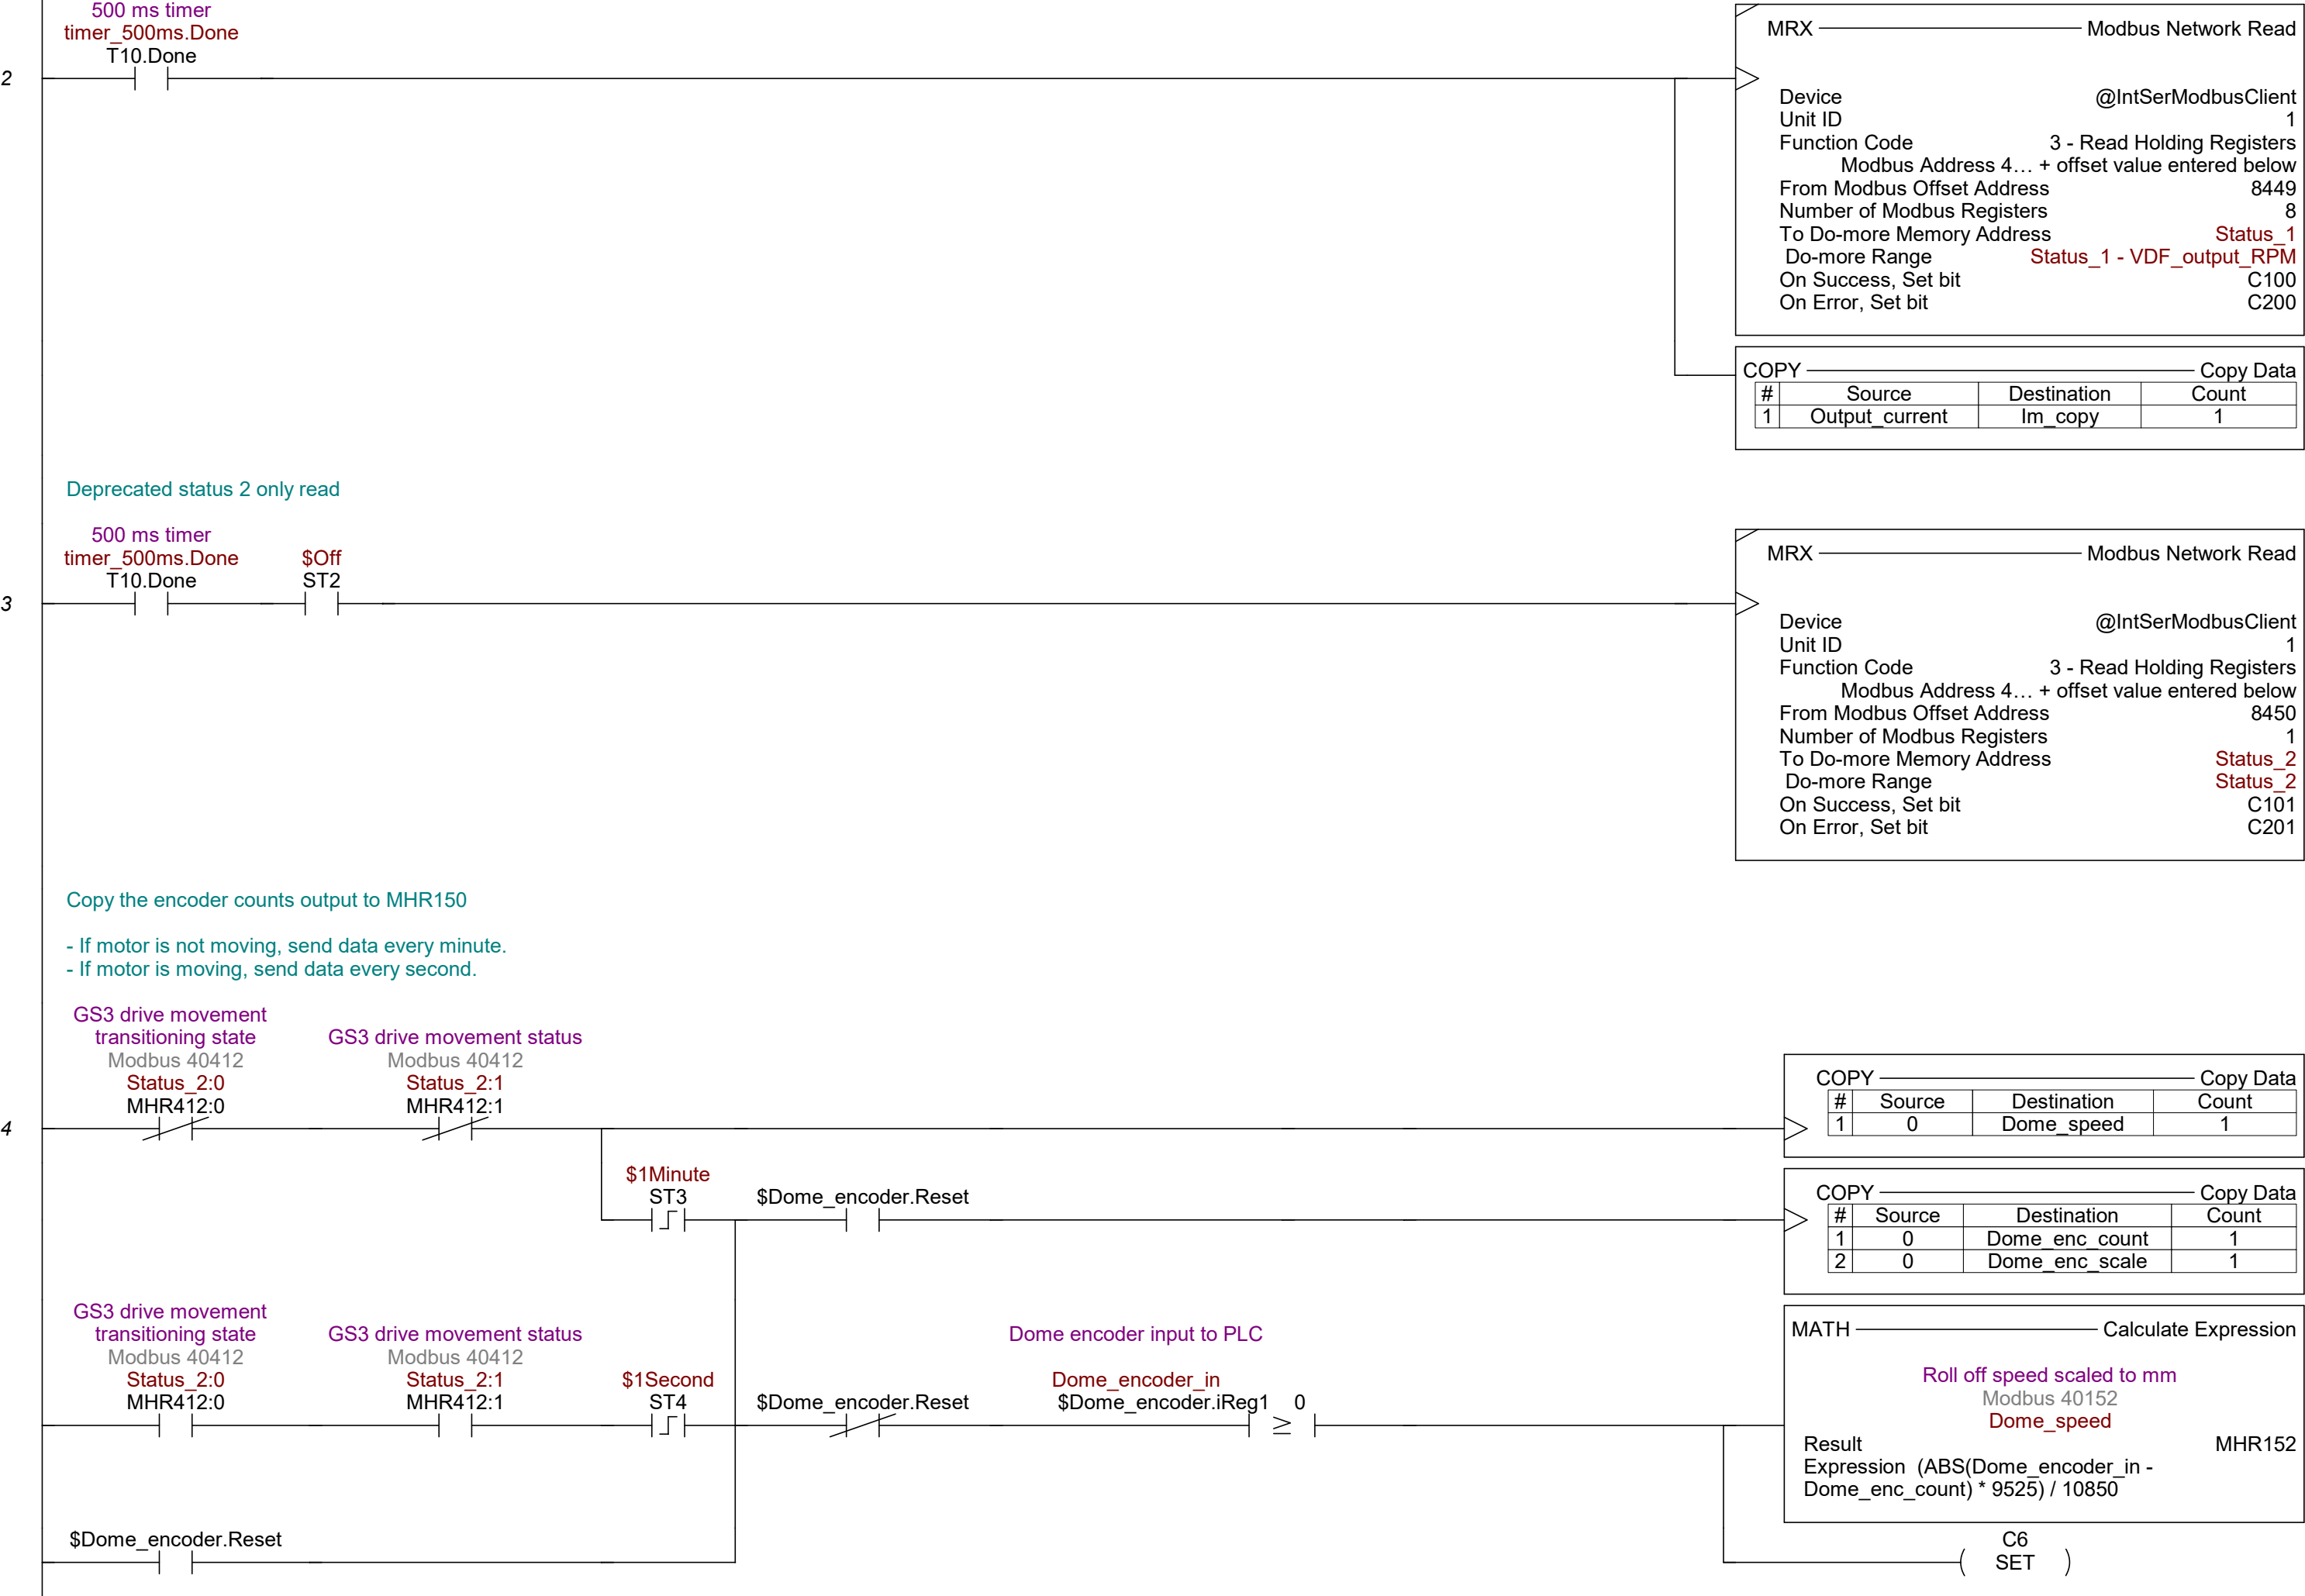 500 ms timer
timer_500ms.Done
T10.Done
2
MRX Modbus Network Read
Device @IntSerModbusClient
Unit ID 1
Function Code 3 - Read Holding Registers
Modbus Address 4… + offset value entered below
From Modbus Offset Address 8449
Number of Modbus Registers 8
To Do-more Memory Address Status_1
Do-more Range Status_1 - VDF_output_RPM
On Success, Set bit C100
On Error, Set bit C200
COPY Copy Data
# Source Destination Count
1 Output_current Im_copy 1
Deprecated status 2 only read
500 ms timer
timer_500ms.Done $Off
T10.Done ST2
3
MRX Modbus Network Read
Device @IntSerModbusClient
Unit ID 1
Function Code 3 - Read Holding Registers
Modbus Address 4… + offset value entered below
From Modbus Offset Address 8450
Number of Modbus Registers 1
To Do-more Memory Address Status_2
Do-more Range Status_2
On Success, Set bit C101
On Error, Set bit C201
Copy the encoder counts output to MHR150
- If motor is not moving, send data every minute.
- If motor is moving, send data every second.
GS3 drive movement
transitioning state GS3 drive movement status
Modbus 40412 Modbus 40412
Status_2:0 Status_2:1
MHR412:0 MHR412:1
4
COPY Copy Data
# Source Destination Count
1 0 Dome_speed 1
$1Minute
ST3 $Dome_encoder.Reset
COPY Copy Data
# Source Destination Count
1 0 Dome_enc_count 1
2 0 Dome_enc_scale 1
GS3 drive movement
transitioning state GS3 drive movement status Dome encoder input to PLC
Modbus 40412 Modbus 40412
Status_2:0 Status_2:1 $1Second Dome_encoder_in
MHR412:0 MHR412:1 ST4 $Dome_encoder.Reset $Dome_encoder.iReg1 0
≥
MATH Calculate Expression
Roll off speed scaled to mm
Modbus 40152
Dome_speed
Result MHR152
Expression (ABS(Dome_encoder_in -
Dome_enc_count) * 9525) / 10850
$Dome_encoder.Reset
C6
( SET )